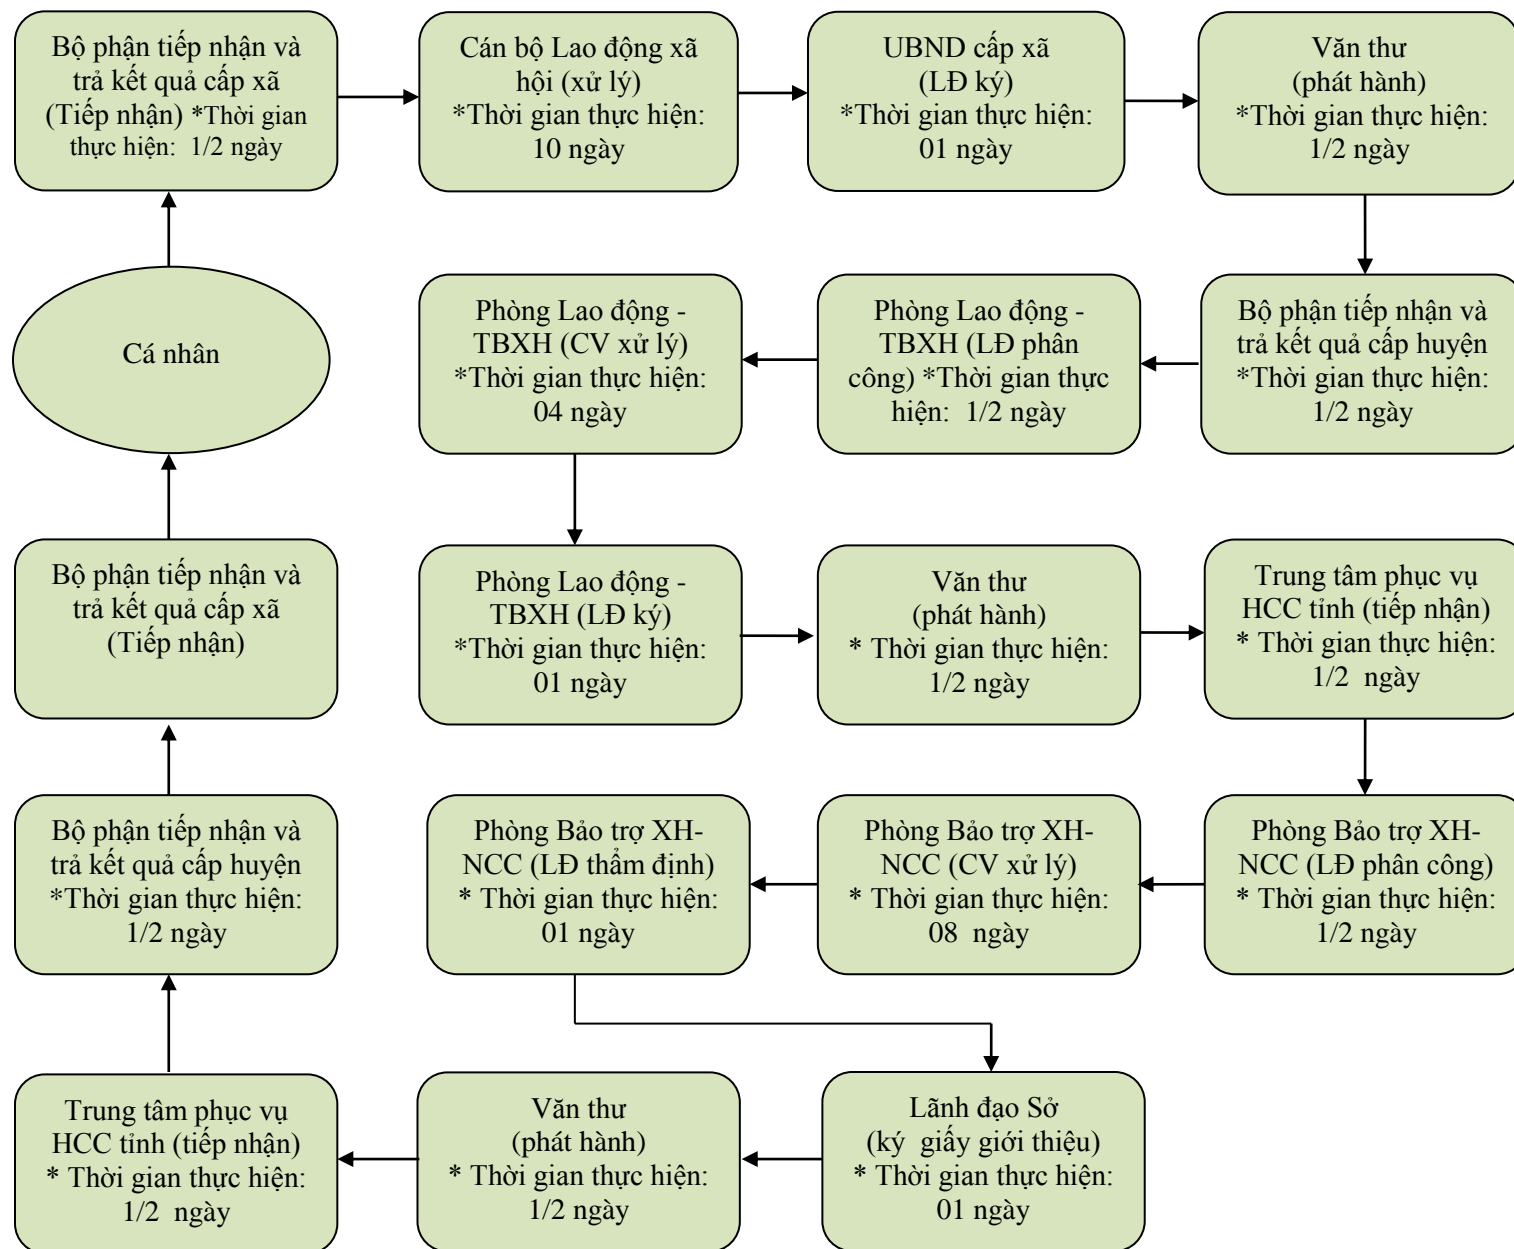 Bộ phận tiếp nhận và
trả kết quả cấp xã
(Tiếp nhận) *Thời gian
thực hiện: 1/2 ngày
Cán bộ Lao động xã
hội (xử lý)
*Thời gian thực hiện:
10 ngày
UBND cấp xã
(LĐ ký)
*Thời gian thực hiện:
01 ngày
Văn thư
(phát hành)
*Thời gian thực hiện:
1/2 ngày
Cá nhân
Phòng Lao động -
TBXH (CV xử lý)
*Thời gian thực hiện:
04 ngày
Phòng Lao động -
TBXH (LĐ phân
công) *Thời gian thực
hiện: 1/2 ngày
Bộ phận tiếp nhận và
trả kết quả cấp huyện
*Thời gian thực hiện:
1/2 ngày
Bộ phận tiếp nhận và
trả kết quả cấp xã
(Tiếp nhận)
Phòng Lao động -
TBXH (LĐ ký)
*Thời gian thực hiện:
01 ngày
Văn thư
(phát hành)
* Thời gian thực hiện:
1/2 ngày
Trung tâm phục vụ
HCC tỉnh (tiếp nhận)
* Thời gian thực hiện:
1/2 ngày
Bộ phận tiếp nhận và
trả kết quả cấp huyện
*Thời gian thực hiện:
1/2 ngày
Phòng Bảo trợ XH-
NCC (LĐ thẩm định)
* Thời gian thực hiện:
01 ngày
Phòng Bảo trợ XH-
NCC (CV xử lý)
* Thời gian thực hiện:
08 ngày
Phòng Bảo trợ XH-
NCC (LĐ phân công)
* Thời gian thực hiện:
1/2 ngày
Trung tâm phục vụ
HCC tỉnh (tiếp nhận)
* Thời gian thực hiện:
1/2 ngày
Văn thư
(phát hành)
* Thời gian thực hiện:
1/2 ngày
Lãnh đạo Sở
(ký giấy giới thiệu)
* Thời gian thực hiện:
01 ngày